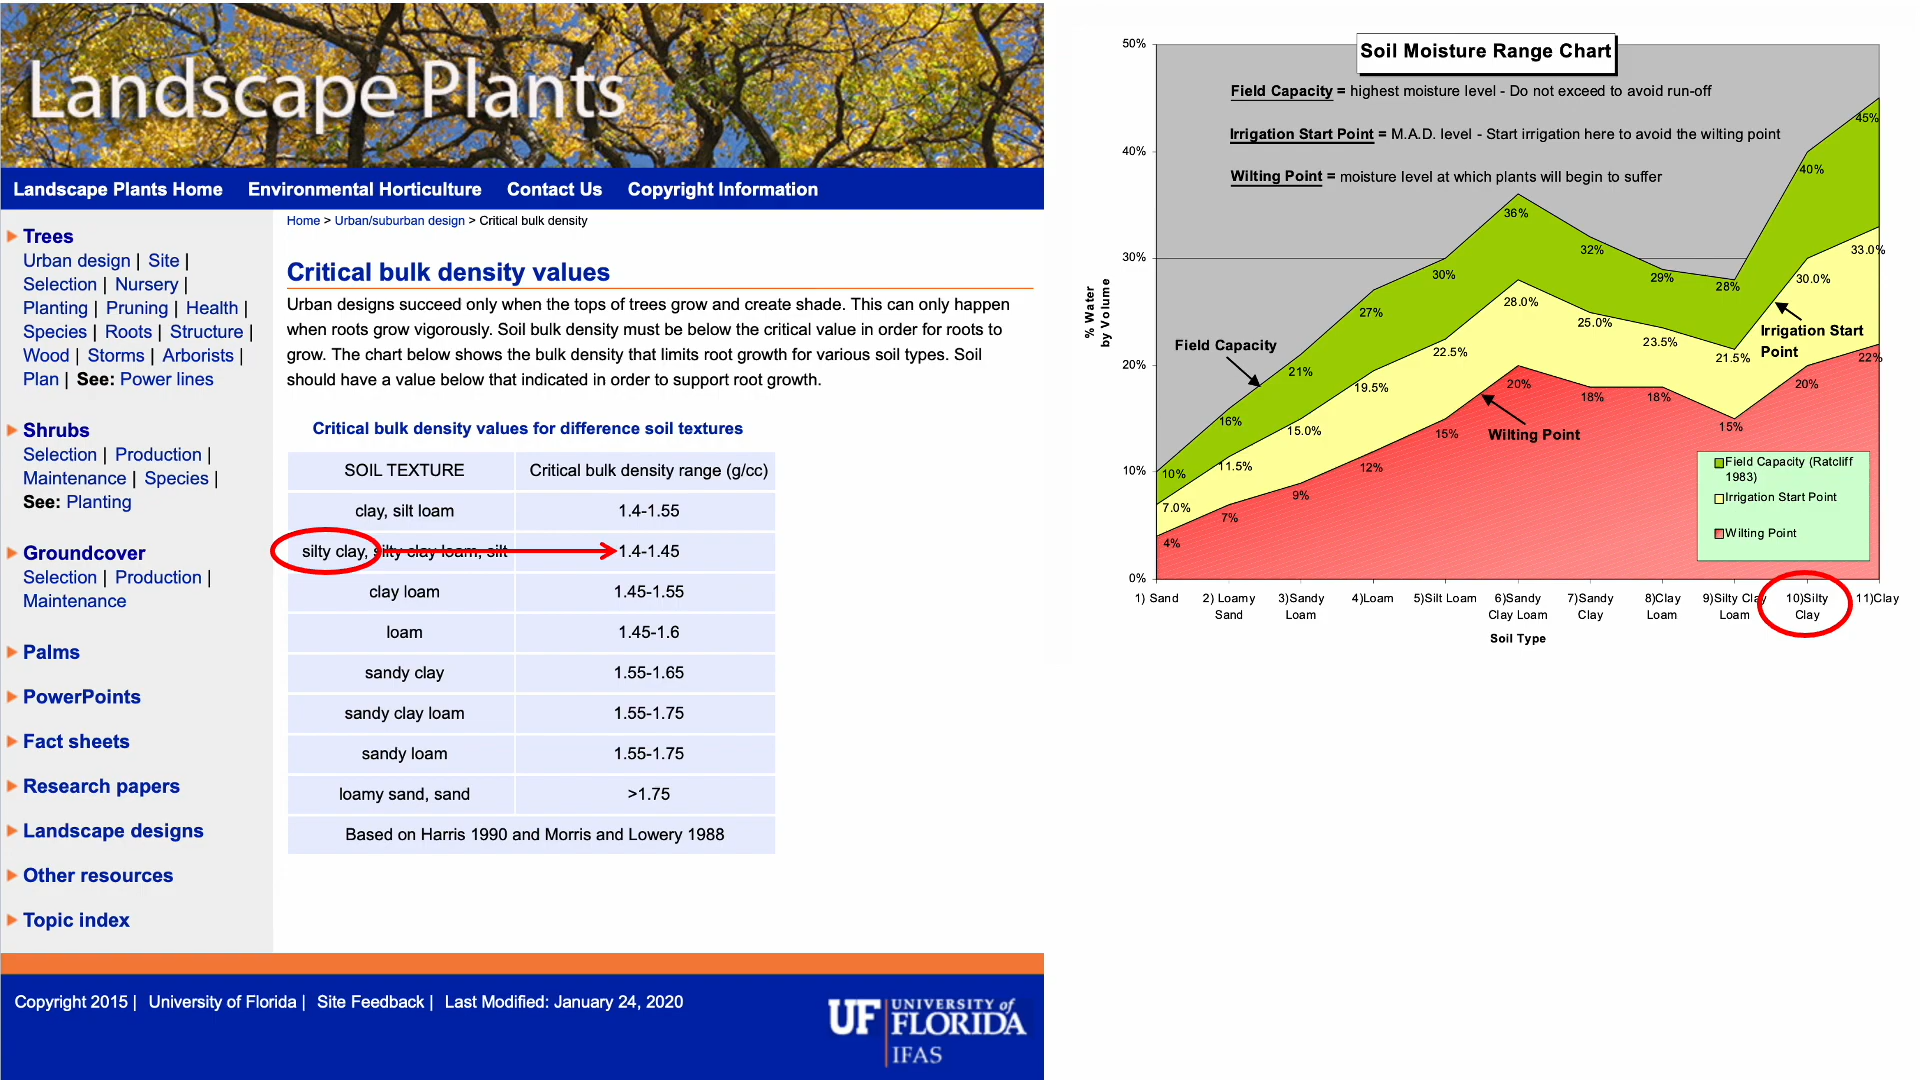 Landscape Plants
Landscape Plants Home Environmental Horticulture Contact Us Copyright Information
Trees
Urban design | Site |
Selection | Nursery |
Planting | Pruning | Health |
Species | Roots | Structure |
Wood | Storms | Arborists |
Plan | See: Power lines
Shrubs
Selection | Production |
Maintenance | Species |
See: Planting
Groundcover
Selection | Production |
Maintenance
Palms
PowerPoints
Fact sheets
Research papers
Landscape designs
Other resources
Topic index
Home > Urban/suburban design > Critical bulk density
Critical bulk density values
Urban designs succeed only when the tops of trees grow and create shade. This can only happen
when roots grow vigorously. Soil bulk density must be below the critical value in order for roots to
grow. The chart below shows the bulk density that limits root growth for various soil types. Soil
should have a value below that indicated in order to support root growth.
Critical bulk density values for difference soil textures
SOIL TEXTURE Critical bulk density range (g/cc)
clay, silt loam 1.4-1.55
silty clay, silty clay loam, silt 1.4-1.45
clay loam 1.45-1.55
loam 1.45-1.6
sandy clay 1.55-1.65
sandy clay loam 1.55-1.75
sandy loam 1.55-1.75
loamy sand, sand >1.75
Based on Harris 1990 and Morris and Lowery 1988
Copyright 2015 | University of Florida | Site Feedback | Last Modified: January 24, 2020
UF UNIVERSITY of
FLORIDA
IFAS
Soil Moisture Range Chart
Field Capacity = highest moisture level - Do not exceed to avoid run-off
Irrigation Start Point = M.A.D. level - Start irrigation here to avoid the wilting point
Wilting Point = moisture level at which plants will begin to suffer
50%
40%
30%
20%
10%
0%
% Water
by Volume
10% 16% 21% 27% 30% 36% 32% 29% 28% 40% 45%
7.0% 11.5% 15.0% 19.5% 22.5% 28.0% 25.0% 23.5% 21.5% 30.0% 33.0%
4% 7% 9% 12% 15% 20% 18% 18% 15% 20% 22%
Field Capacity
Irrigation Start
Point
Wilting Point
Field Capacity (Ratcliff
1983)
Irrigation Start Point
Wilting Point
1) Sand 2) Loamy 3)Sandy 4)Loam 5)Silt Loam 6)Sandy 7)Sandy 8)Clay 9)Silty Clay 10)Silty 11)Clay
Sand Loam Clay Loam Clay Loam Loam Clay
Soil Type